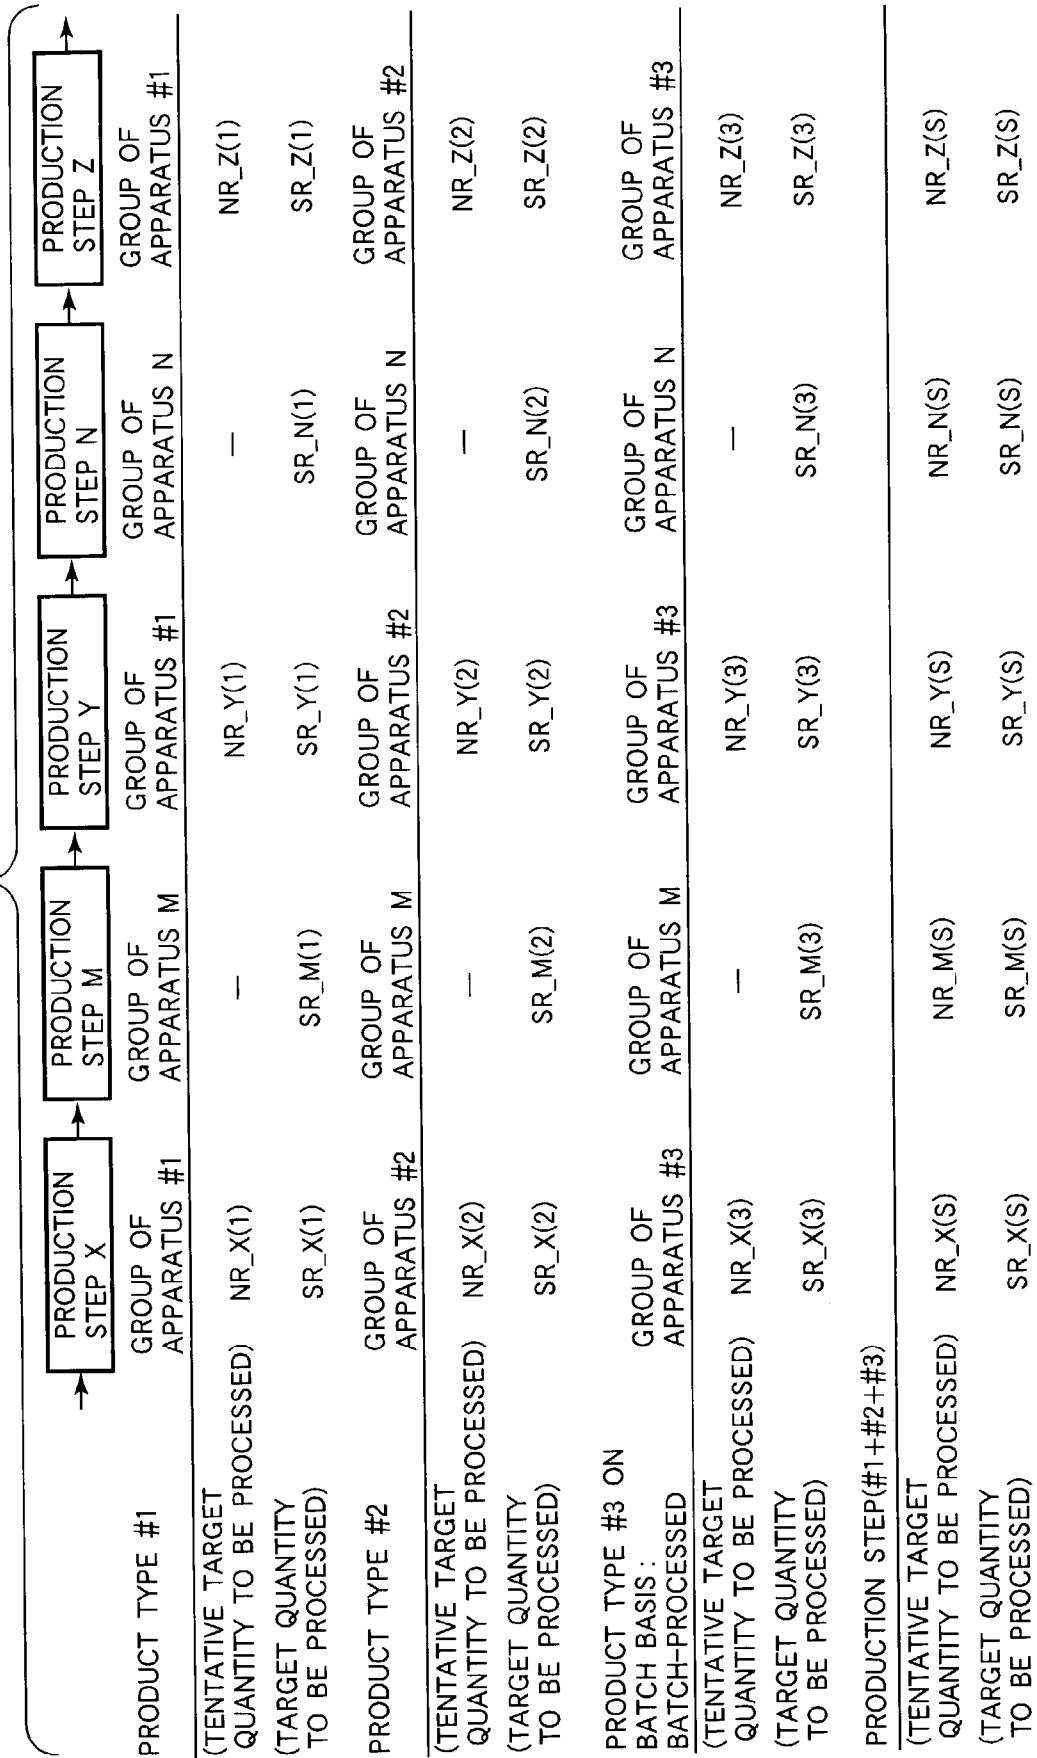 PRODUCTION
STEP X
PRODUCTION
STEP M
PRODUCTION
STEP Y
PRODUCTION
STEP N
PRODUCTION
STEP Z
PRODUCT TYPE #1
GROUP OF
APPARATUS #1
GROUP OF
APPARATUS M
GROUP OF
APPARATUS #1
GROUP OF
APPARATUS N
GROUP OF
APPARATUS #1
(TENTATIVE TARGET
QUANTITY TO BE PROCESSED)
NR_X(1)
—
NR_Y(1)
—
NR_Z(1)
(TARGET QUANTITY
TO BE PROCESSED)
SR_X(1)
SR_M(1)
SR_Y(1)
SR_N(1)
SR_Z(1)
PRODUCT TYPE #2
GROUP OF
APPARATUS #2
GROUP OF
APPARATUS M
GROUP OF
APPARATUS #2
GROUP OF
APPARATUS N
GROUP OF
APPARATUS #2
(TENTATIVE TARGET
QUANTITY TO BE PROCESSED)
NR_X(2)
—
NR_Y(2)
—
NR_Z(2)
(TARGET QUANTITY
TO BE PROCESSED)
SR_X(2)
SR_M(2)
SR_Y(2)
SR_N(2)
SR_Z(2)
PRODUCT TYPE #3 ON
BATCH BASIS:
BATCH-PROCESSED
GROUP OF
APPARATUS #3
GROUP OF
APPARATUS M
GROUP OF
APPARATUS #3
GROUP OF
APPARATUS N
GROUP OF
APPARATUS #3
(TENTATIVE TARGET
QUANTITY TO BE PROCESSED)
NR_X(3)
—
NR_Y(3)
—
NR_Z(3)
(TARGET QUANTITY
TO BE PROCESSED)
SR_X(3)
SR_M(3)
SR_Y(3)
SR_N(3)
SR_Z(3)
PRODUCTION STEP(#1+#2+#3)
(TENTATIVE TARGET
QUANTITY TO BE PROCESSED)
NR_X(S)
NR_M(S)
NR_Y(S)
NR_N(S)
NR_Z(S)
(TARGET QUANTITY
TO BE PROCESSED)
SR_X(S)
SR_M(S)
SR_Y(S)
SR_N(S)
SR_Z(S)